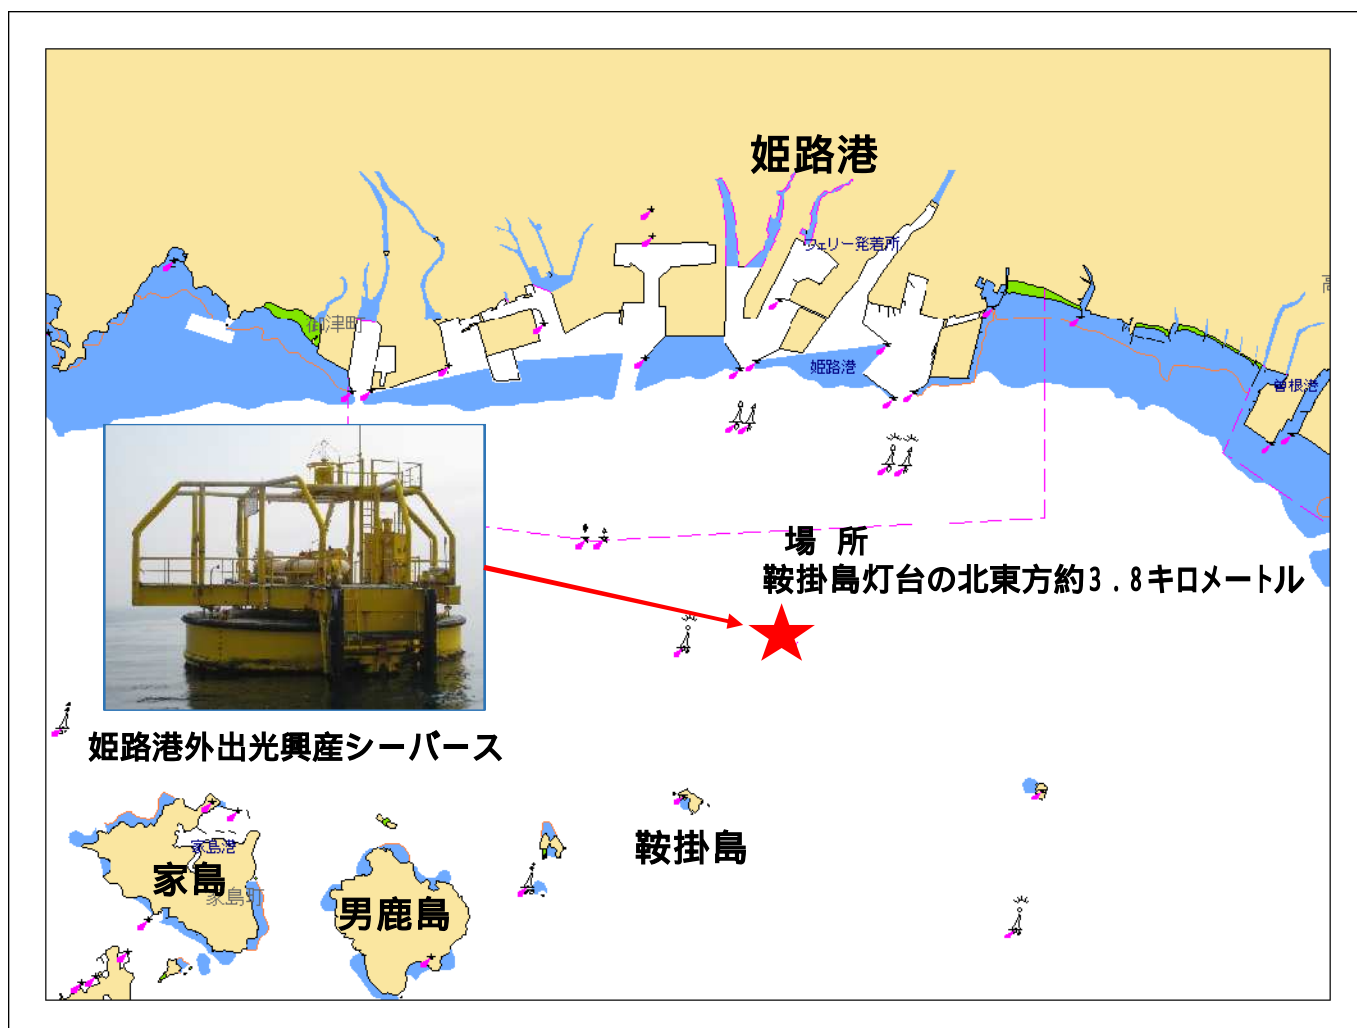 姫路港
フェリー発着所
御津町
姫路港
曽根港
場 所
鞍掛島灯台の北東方約3.8キロメートル
姫路港外出光興産シーバース
家島港
家島
家島町
男鹿島
鞍掛島